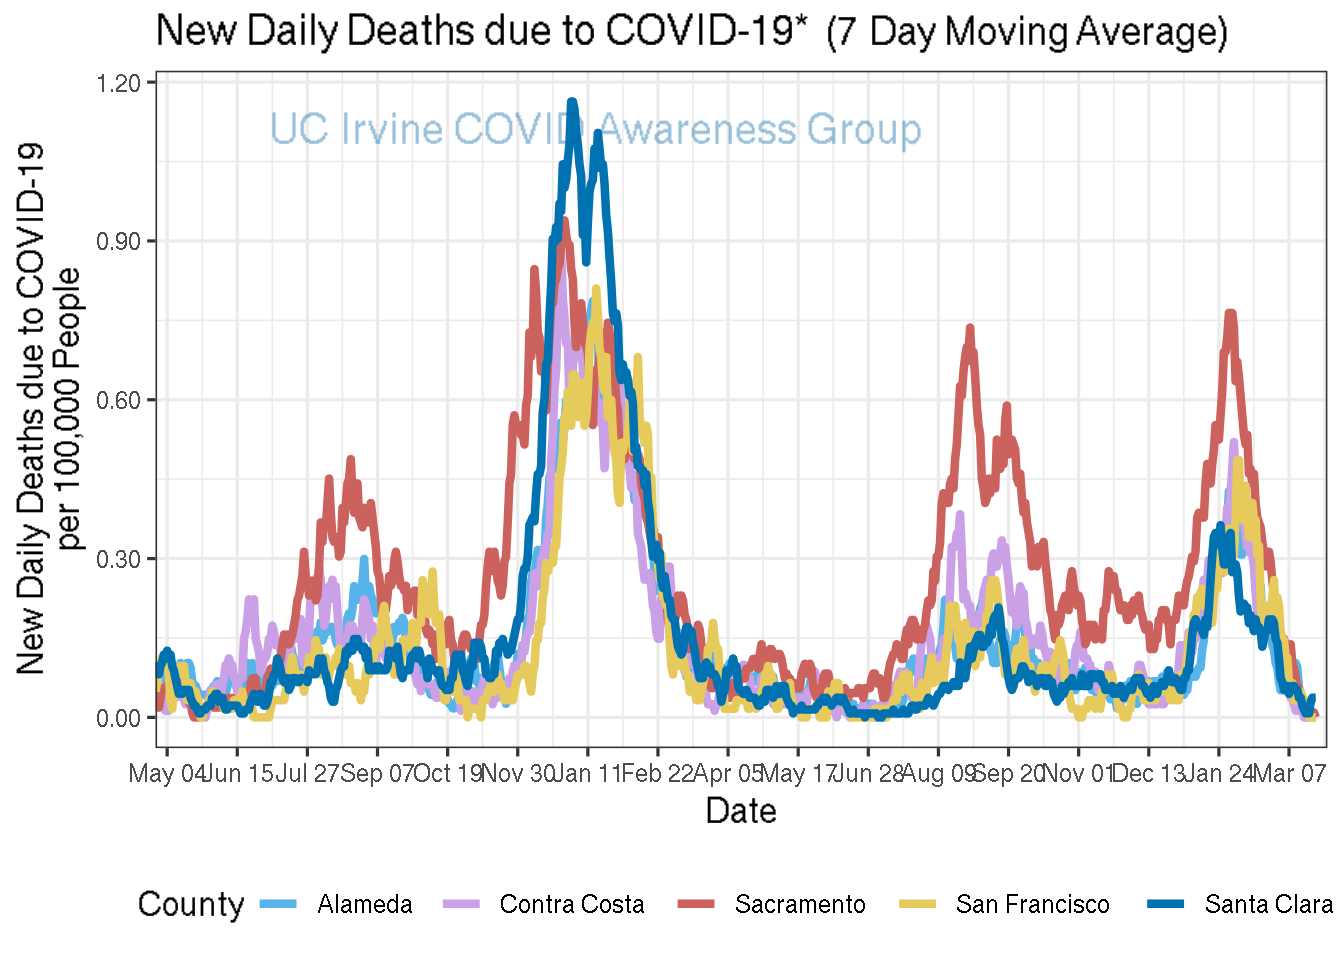 New Daily Deaths due to COVID-19* (7 Day Moving Average)
UC Irvine COVID Awareness Group
New Daily Deaths due to COVID-19
per 100,000 People
1.20
0.90
0.60
0.30
0.00
May 04 Jun 15 Jul 27 Sep 07 Oct 19 Nov 30 Jan 11 Feb 22 Apr 05 May 17 Jun 28 Aug 09 Sep 20 Nov 01 Dec 13 Jan 24 Mar 07
Date
County Alameda Contra Costa Sacramento San Francisco Santa Clara